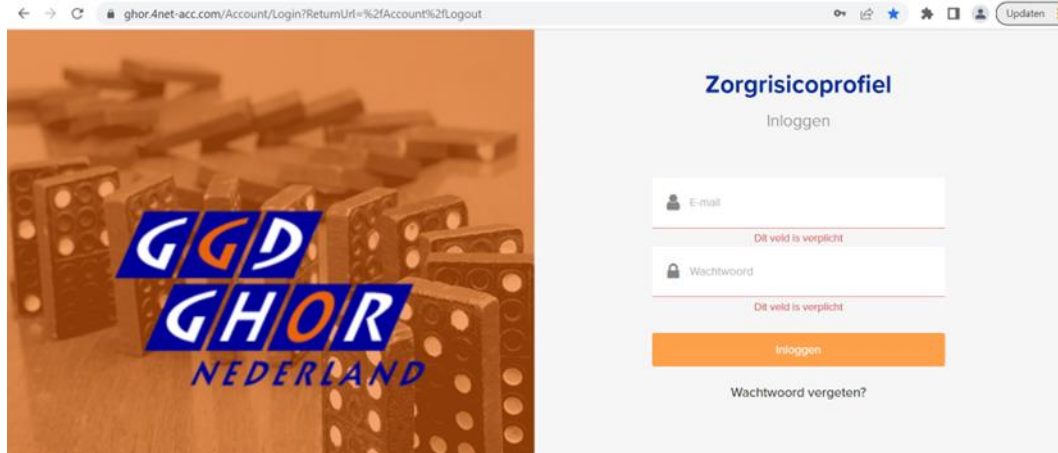 ghor.4net-acc.com/Account/Login?ReturnUrl=%2fAccount%2fLogout
Updaten
GGD
GHOR
NEDERLAND
Zorgrisicoprofiel
Inloggen
E-mail
Dit veld is verplicht
Wachtwoord
Dit veld is verplicht
Inloggen
Wachtwoord vergeten?